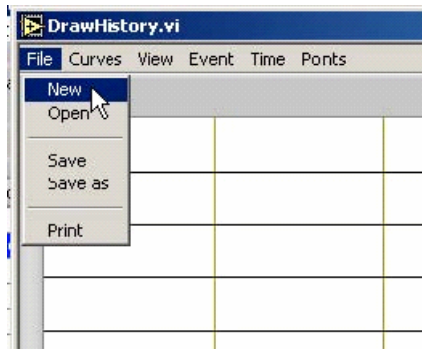 DrawHistory.vi
File Curves View Event Time Ponts
New
Open
Save
Save as
Print